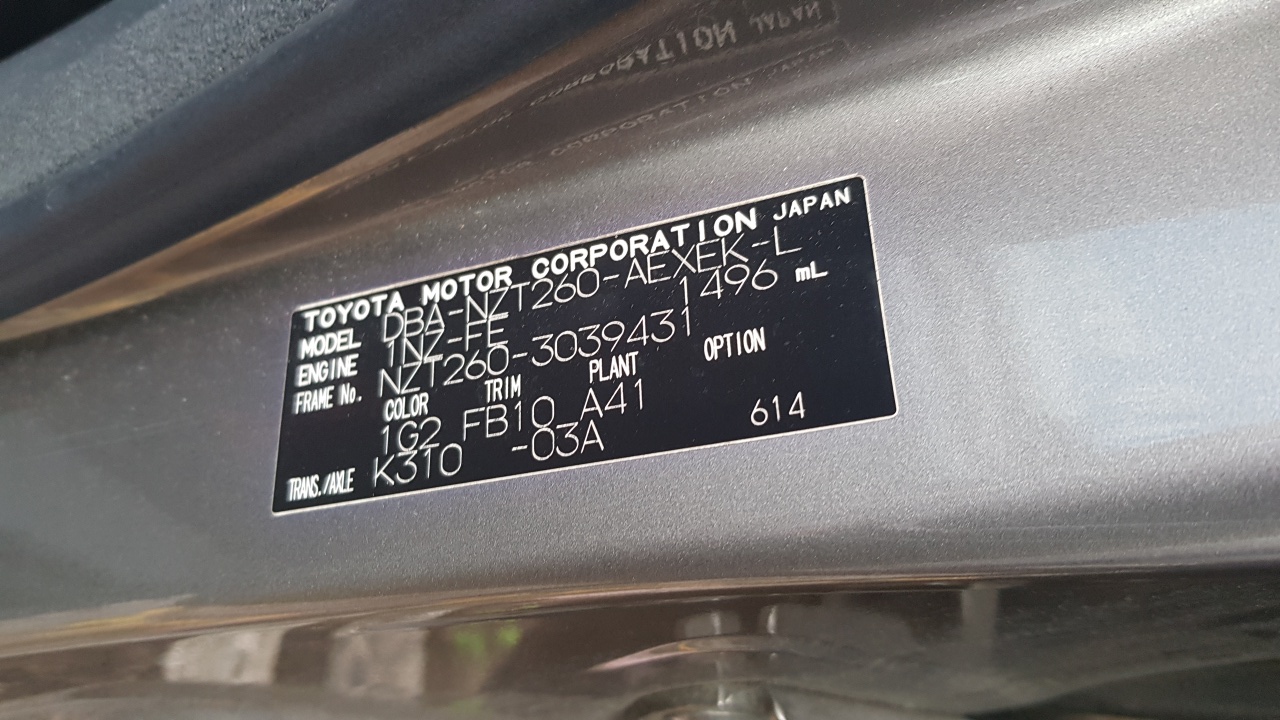 TOYOTA MOTOR CORPORATION JAPAN
MODEL DBA-NZT260-AEXEK-L
ENGINE 1NZ-FE 1496 mL
FRAME No. NZT260-3039431
COLOR TRIM PLANT OPTION
1G2 FB10 A41
TRANS./AXLE K310 -03A 614